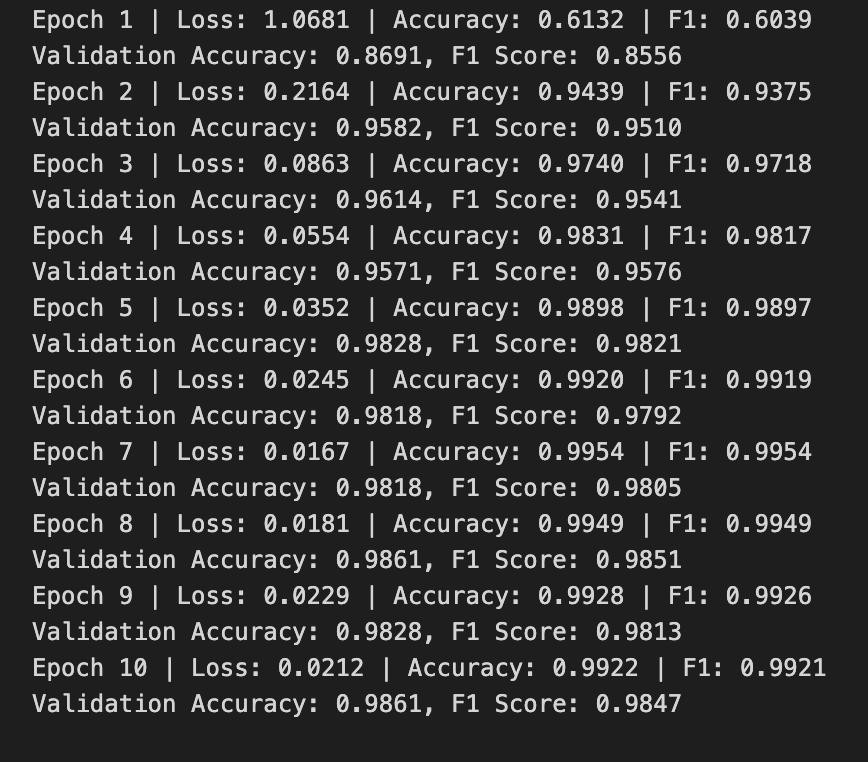 Epoch 1 | Loss: 1.0681 | Accuracy: 0.6132 | F1: 0.6039
Validation Accuracy: 0.8691, F1 Score: 0.8556
Epoch 2 | Loss: 0.2164 | Accuracy: 0.9439 | F1: 0.9375
Validation Accuracy: 0.9582, F1 Score: 0.9510
Epoch 3 | Loss: 0.0863 | Accuracy: 0.9740 | F1: 0.9718
Validation Accuracy: 0.9614, F1 Score: 0.9541
Epoch 4 | Loss: 0.0554 | Accuracy: 0.9831 | F1: 0.9817
Validation Accuracy: 0.9571, F1 Score: 0.9576
Epoch 5 | Loss: 0.0352 | Accuracy: 0.9898 | F1: 0.9897
Validation Accuracy: 0.9828, F1 Score: 0.9821
Epoch 6 | Loss: 0.0245 | Accuracy: 0.9920 | F1: 0.9919
Validation Accuracy: 0.9818, F1 Score: 0.9792
Epoch 7 | Loss: 0.0167 | Accuracy: 0.9954 | F1: 0.9954
Validation Accuracy: 0.9818, F1 Score: 0.9805
Epoch 8 | Loss: 0.0181 | Accuracy: 0.9949 | F1: 0.9949
Validation Accuracy: 0.9861, F1 Score: 0.9851
Epoch 9 | Loss: 0.0229 | Accuracy: 0.9928 | F1: 0.9926
Validation Accuracy: 0.9828, F1 Score: 0.9813
Epoch 10 | Loss: 0.0212 | Accuracy: 0.9922 | F1: 0.9921
Validation Accuracy: 0.9861, F1 Score: 0.9847